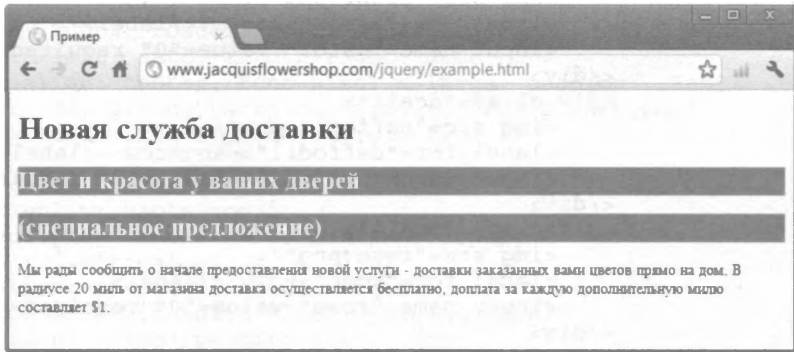 Пример
www.jacquisflowershop.com/jquery/example.html
Новая служба доставки
Цвет и красота у ваших дверей
(специальное предложение)
Мы рады сообщить о начале предоставления новой услуги - доставки заказанных вами цветов прямо на дом. В
радиусе 20 миль от магазина доставка осуществляется бесплатно, доплата за каждую дополнительную милю
составляет $1.